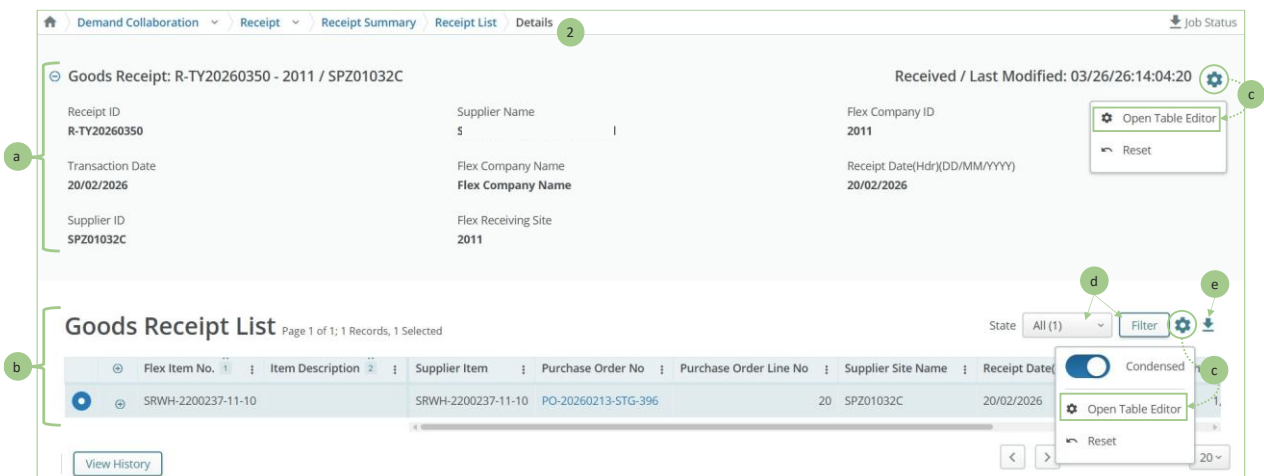 Demand Collaboration Receipt Receipt Summary Receipt List Details 2 Job Status
a
Goods Receipt: R-TY20260350 - 2011 / SPZ01032C Received / Last Modified: 03/26/26:14:04:20
c
Receipt ID Supplier Name Flex Company ID
R-TY20260350 2011
Open Table Editor
Reset
Transaction Date Flex Company Name Receipt Date(Hdr)(DD/MM/YYYY)
20/02/2026 Flex Company Name 20/02/2026
Supplier ID Flex Receiving Site
SPZ01032C 2011
d e
Goods Receipt List Page 1 of 1; 1 Records, 1 Selected State All (1) Filter
b
Flex Item No. 1 Item Description 2 Supplier Item Purchase Order No Purchase Order Line No Supplier Site Name Receipt Date(
Condensed c
SRWH-2200237-11-10 SRWH-2200237-11-10 PO-20260213-STG-396 20 SPZ01032C 20/02/2026
Open Table Editor
Reset
View History 20